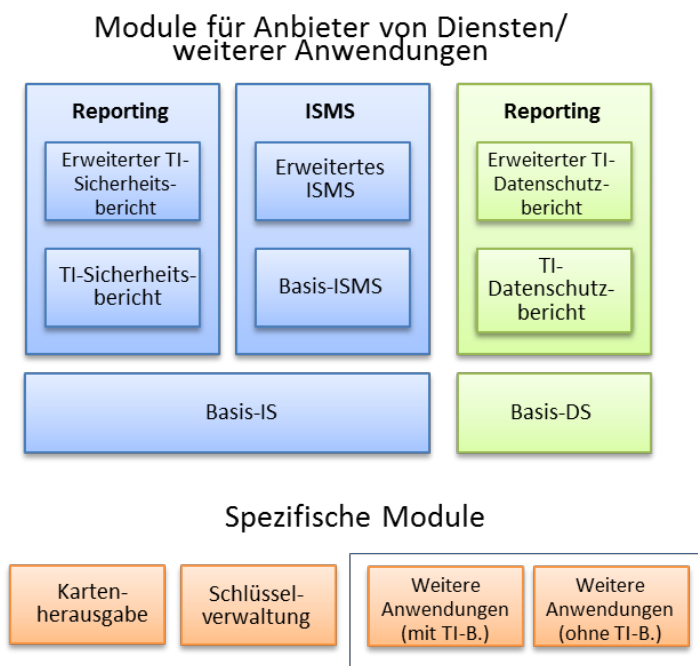 Module für Anbieter von Diensten/
weiterer Anwendungen
Reporting
Erweiterter TI-
Sicherheits-
bericht
TI-Sicherheits-
bericht
ISMS
Erweitertes
ISMS
Basis-ISMS
Reporting
Erweiterter TI-
Datenschutz-
bericht
TI-
Datenschutz-
bericht
Basis-IS
Basis-DS
Spezifische Module
Karten-
herausgabe
Schlüssel-
verwaltung
Weitere
Anwendungen
(mit TI-B.)
Weitere
Anwendungen
(ohne TI-B.)